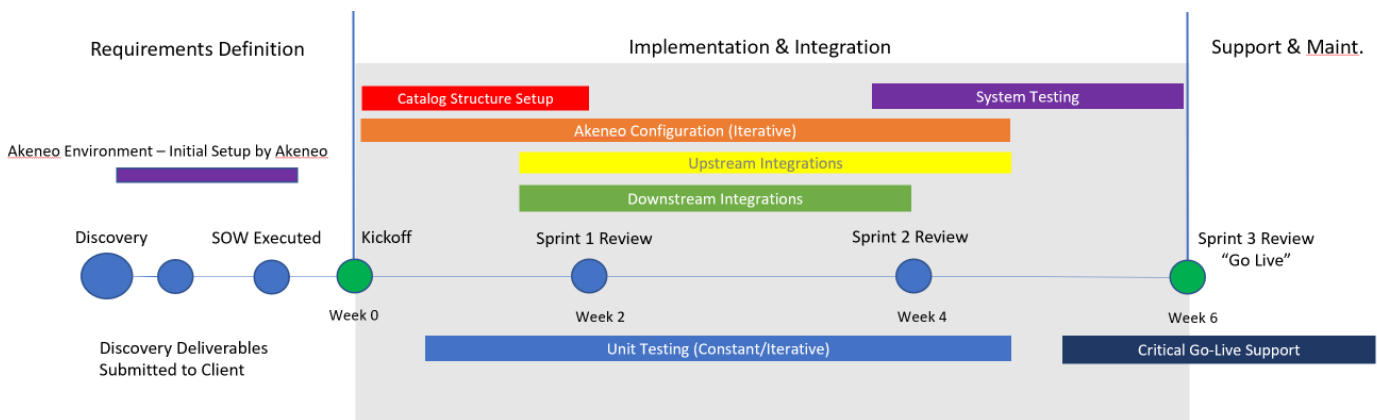 Requirements Definition
Implementation & Integration
Support & Maint.
Catalog Structure Setup
System Testing
Akeneo Configuration (Iterative)
Akeneo Environment – Initial Setup by Akeneo
Upstream Integrations
Downstream Integrations
Discovery
SOW Executed
Kickoff
Sprint 1 Review
Sprint 2 Review
Sprint 3 Review
“Go Live”
Week 0
Week 2
Week 4
Week 6
Discovery Deliverables
Submitted to Client
Unit Testing (Constant/Iterative)
Critical Go-Live Support